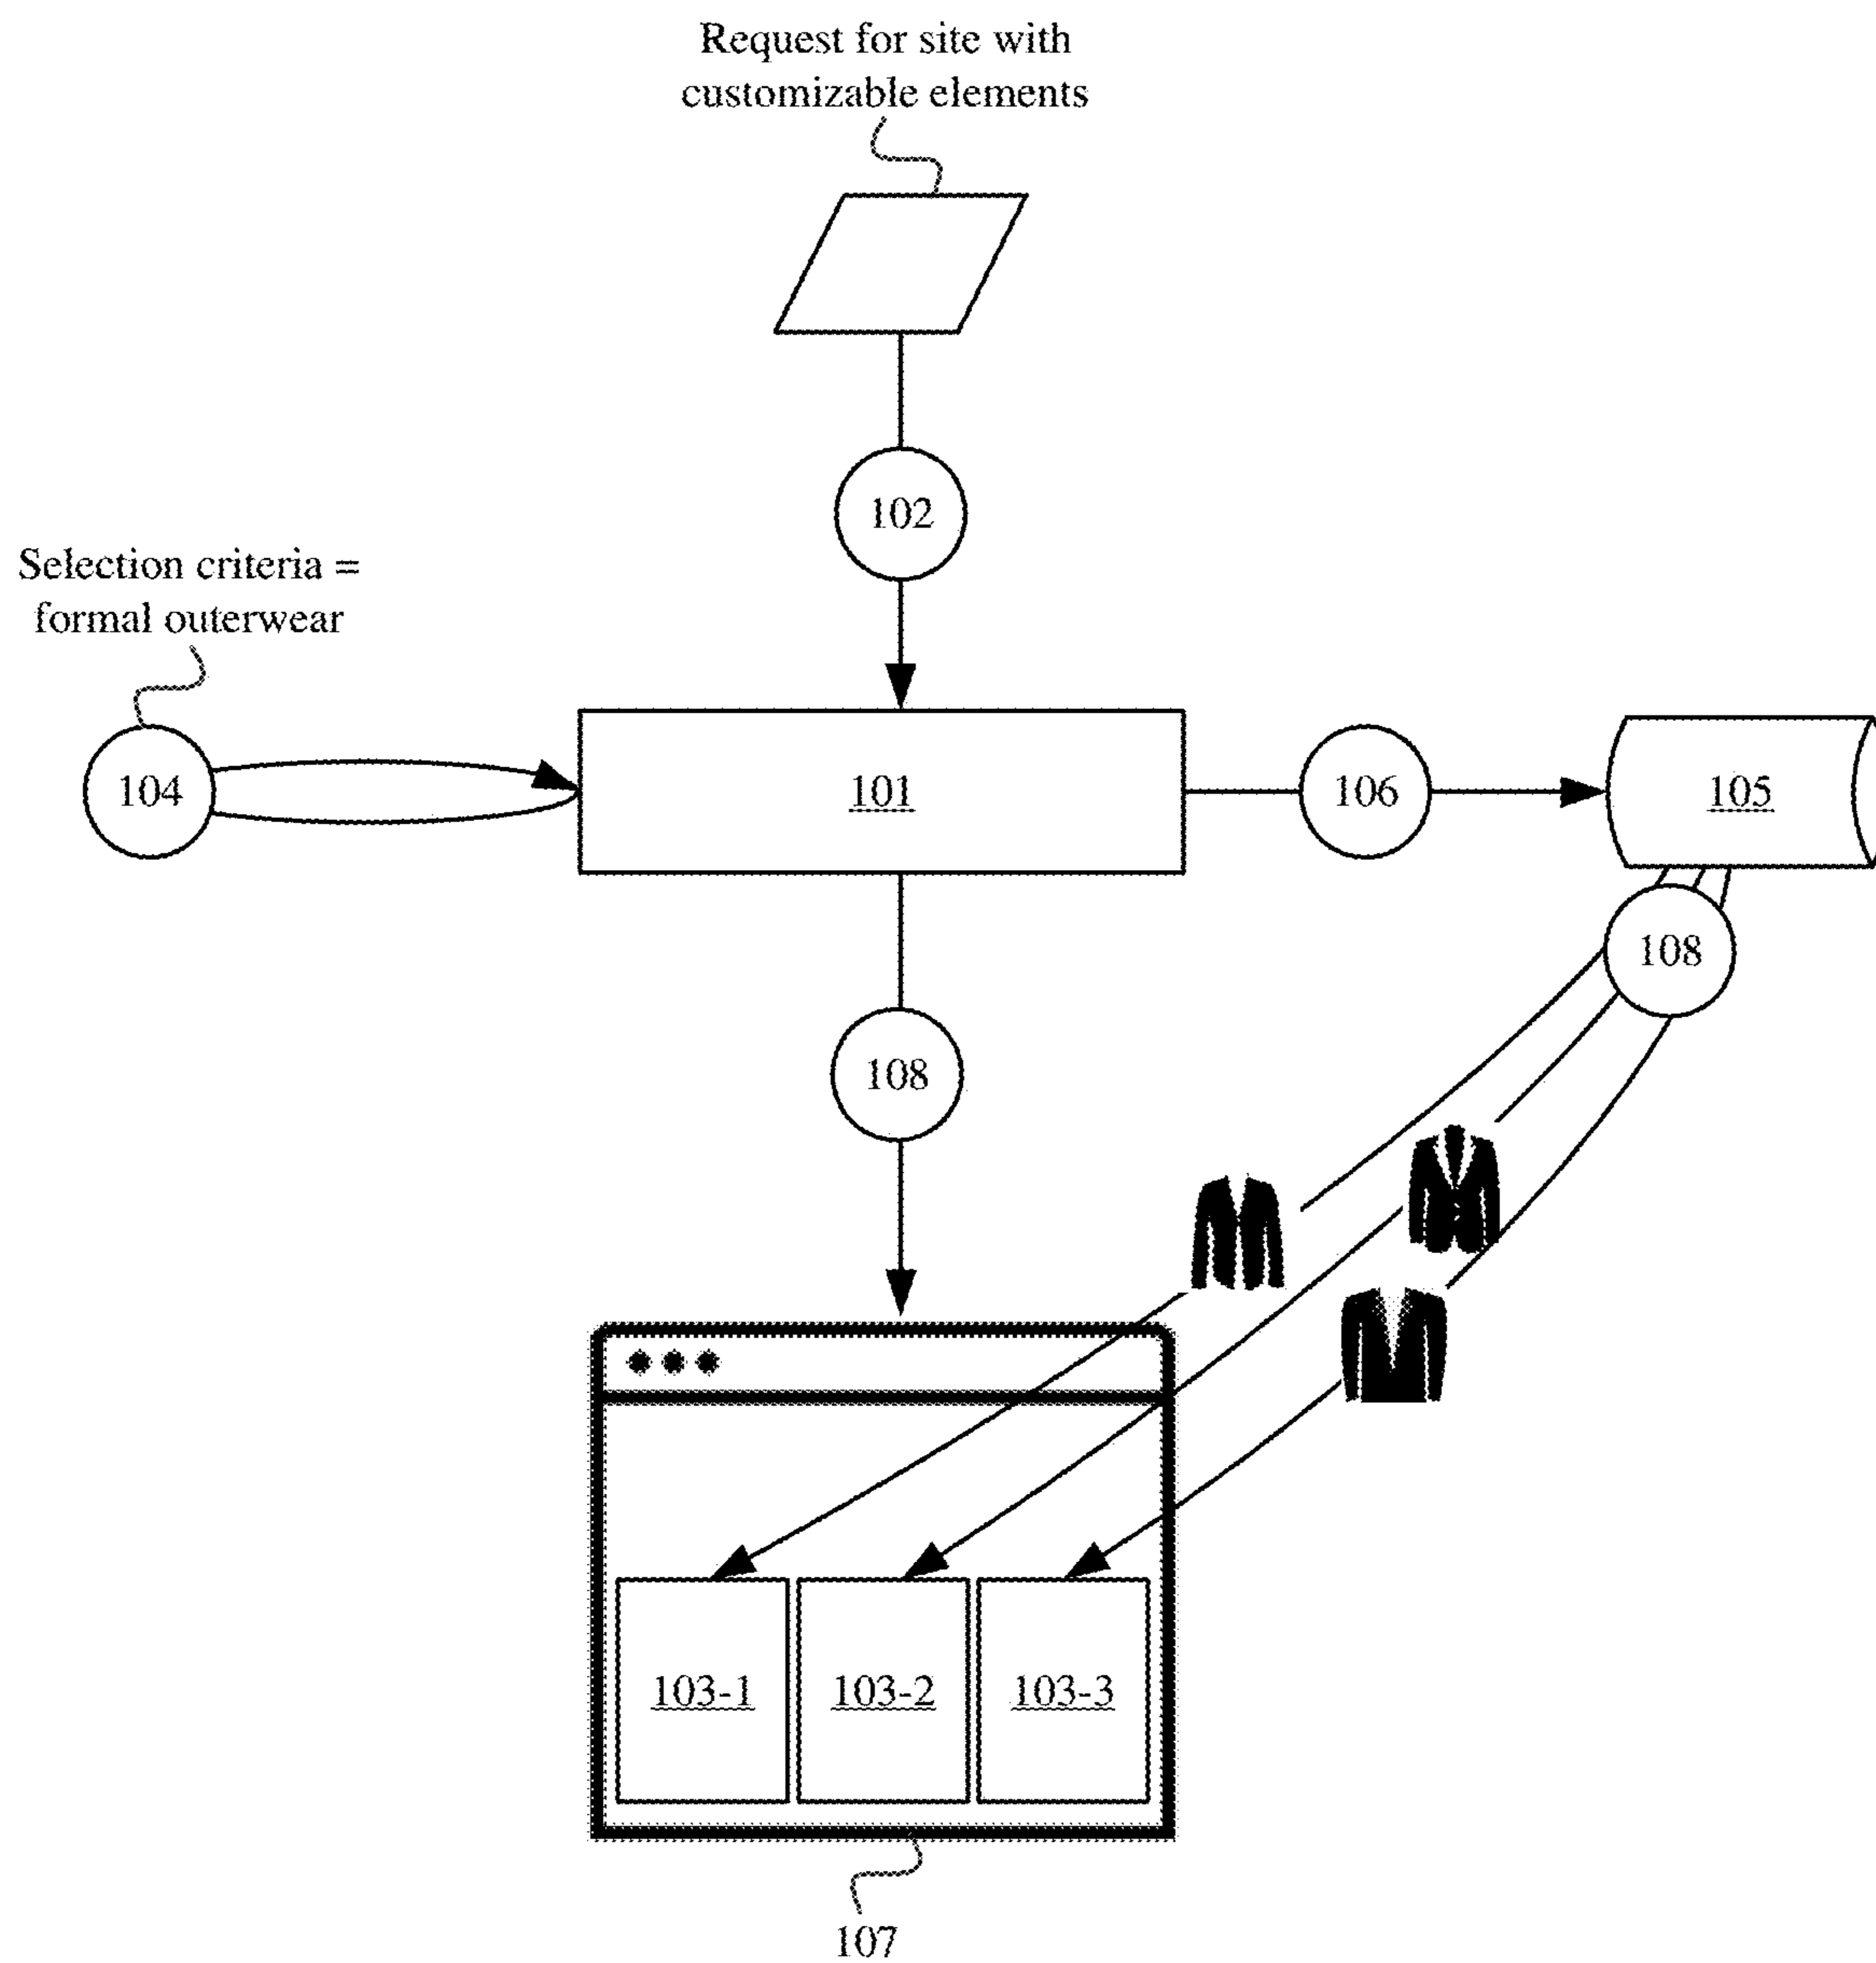 Request for site with
customizable elements
102
Selection criteria =
formal outerwear
104
101
106
105
108
108
103-1
103-2
103-3
107